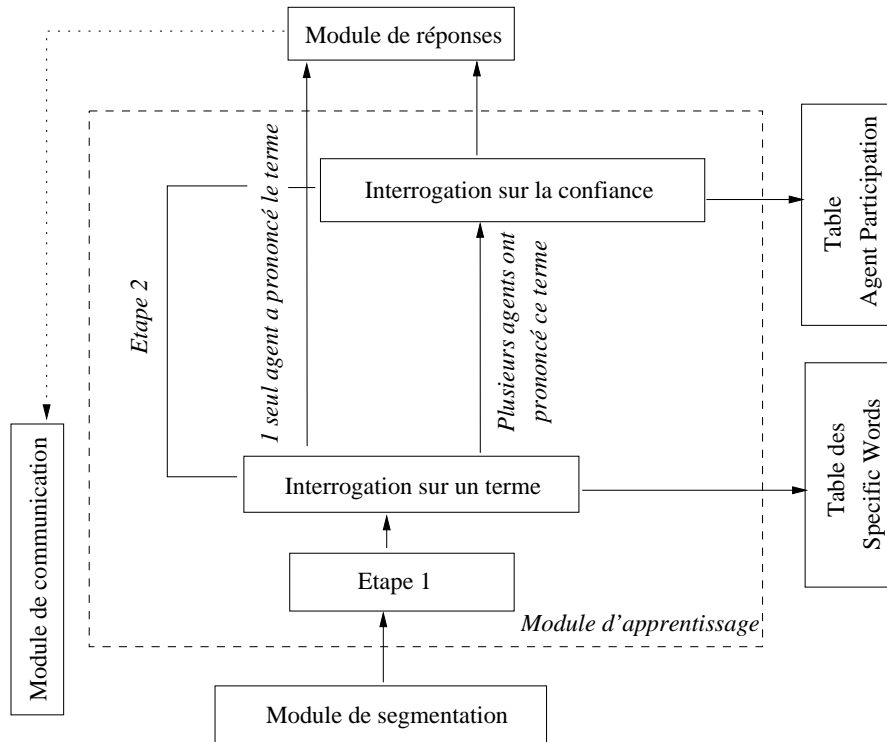 Module de réponses
1 seul agent a prononcé le terme
Interrogation sur la confiance
Table
Agent Participation
Etape 2
Plusieurs agents ont
prononcé ce terme
Module de communication
Interrogation sur un terme
Table des
Specific Words
Etape 1
Module d'apprentissage
Module de segmentation